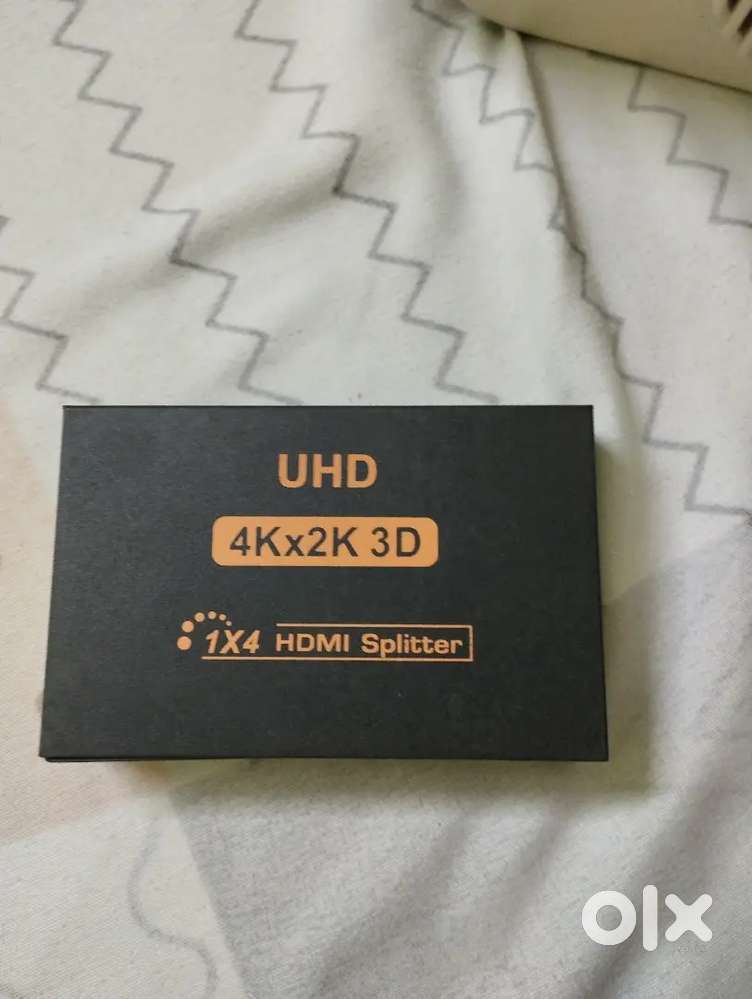 UHD
4Kx2K 3D
1X4 HDMI Splitter
olx